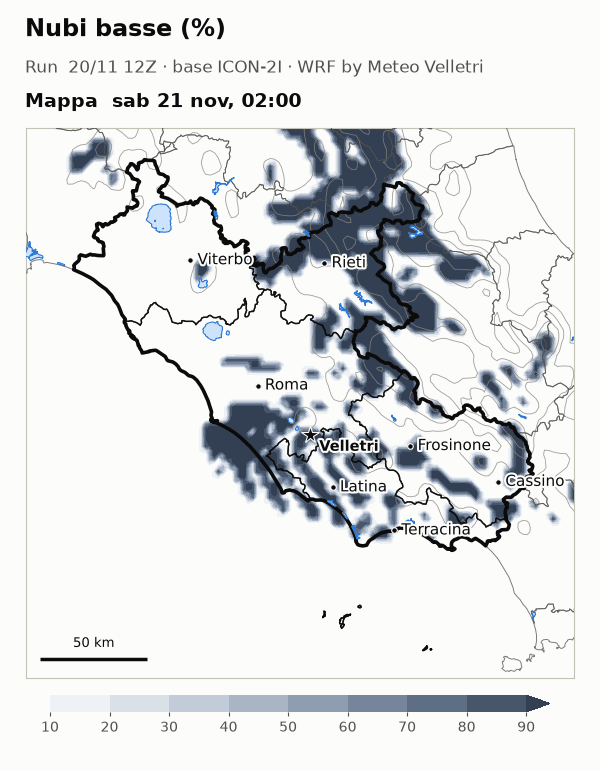 Nubi basse (%)
Run  20/11 12Z · base ICON-2I · WRF by Meteo Velletri
Mappa  sab 21 nov, 02:00
Viterbo
Rieti
Roma
Velletri
Frosinone
Cassino
Latina
Terracina
50 km
10 20 30 40 50 60 70 80 90